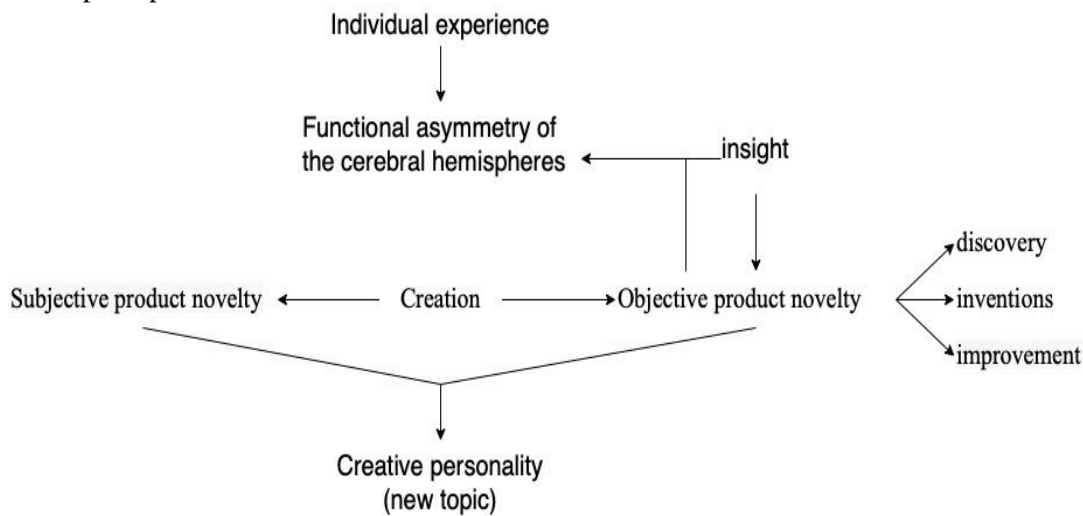 Individual experience
Functional asymmetry of
the cerebral hemispheres
insight
discovery
Subjective product novelty
Creation
Objective product novelty
inventions
improvement
Creative personality
(new topic)